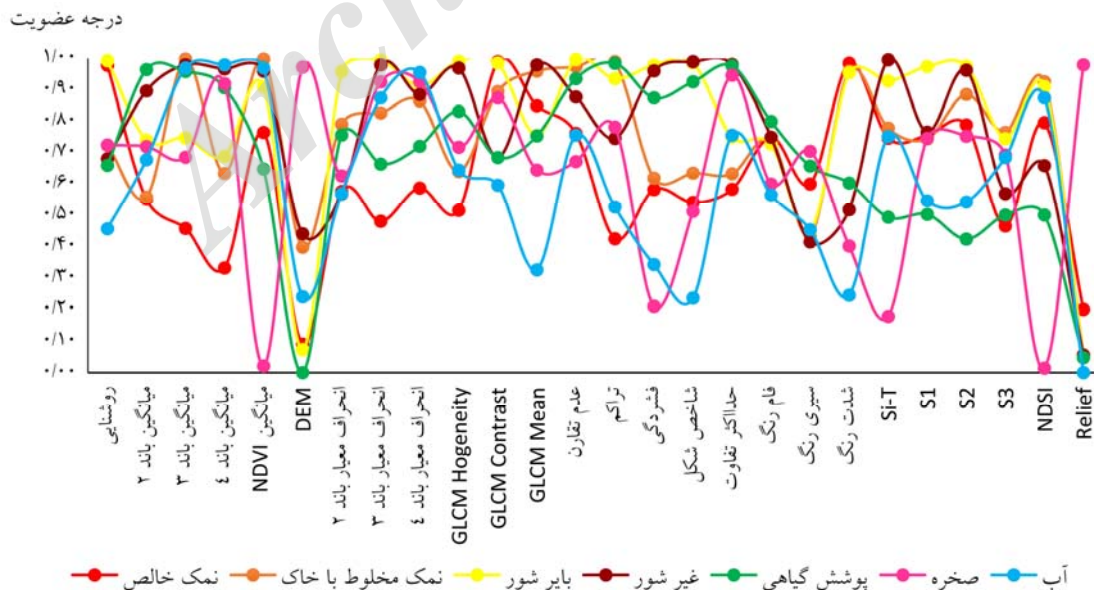 درجه عضویت
Arch
۱/۰۰
۰/۹۰
۰/۸۰
۰/۷۰
۰/۶۰
۰/۵۰
۰/۴۰
۰/۳۰
۰/۲۰
۰/۱۰
۰/۰۰
روشنایی
میانگین باند ۲
میانگین باند ۳
میانگین باند ٤
میانگین NDVI
DEM
انحراف معیار باند ۲
انحراف معیار باند ۳
انحراف معیار باند ٤
GLCM Hogeneity
GLCM Contrast
GLCM Mean
عدم تقارن
تراکم
فشردگی
شاخص شکل
حدااکثر تفاوت
فام رنگ
سیری رنگ
شدت رنگ
Si-T
S1
S2
S3
NDSI
Relief
نمک خالص
نمک مخلوط با خاک
بایر شور
غیر شور
پوشش گیاهی
صخره
آب